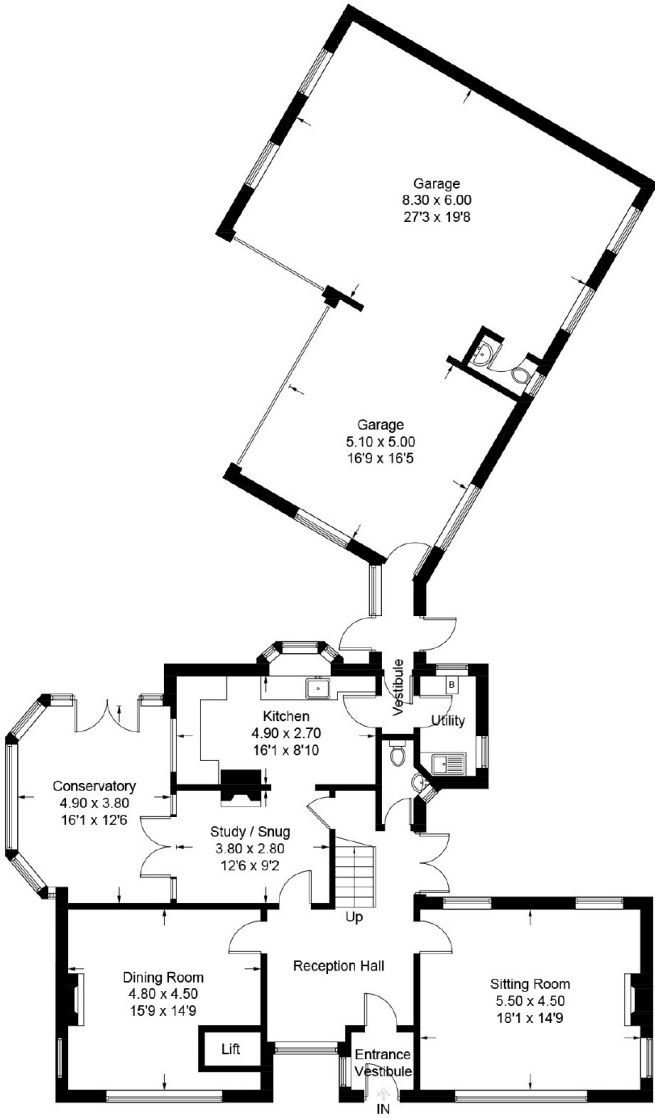 Garage
8.30 x 6.00
27'3 x 19'8
Garage
5.10 x 5.00
16'9 x 16'5
Vestibule
B
Utility
Kitchen
4.90 x 2.70
16'1 x 8'10
Conservatory
4.90 x 3.80
16'1 x 12'6
Study / Snug
3.80 x 2.80
12'6 x 9'2
Up
Reception Hall
Dining Room
4.80 x 4.50
15'9 x 14'9
Lift
Sitting Room
5.50 x 4.50
18'1 x 14'9
Entrance
Vestibule
IN